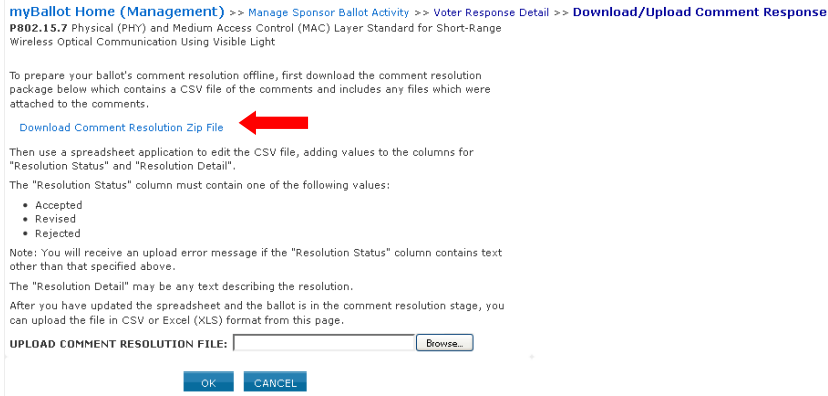 myBallot Home (Management) >> Manage Sponsor Ballot Activity >> Voter Response Detail >> Download/Upload Comment Response
P802.15.7 Physical (PHY) and Medium Access Control (MAC) Layer Standard for Short-Range
Wireless Optical Communication Using Visible Light
To prepare your ballot's comment resolution offline, first download the comment resolution
package below which contains a CSV file of the comments and includes any files which were
attached to the comments.
Download Comment Resolution Zip File
Then use a spreadsheet application to edit the CSV file, adding values to the columns for
"Resolution Status" and "Resolution Detail".
The "Resolution Status" column must contain one of the following values:
• Accepted
• Revised
• Rejected
Note: You will receive an upload error message if the "Resolution Status" column contains text
other than that specified above.
The "Resolution Detail" may be any text describing the resolution.
After you have updated the spreadsheet and the ballot is in the comment resolution stage, you
can upload the file in CSV or Excel (XLS) format from this page.
UPLOAD COMMENT RESOLUTION FILE: Browse...
OK CANCEL